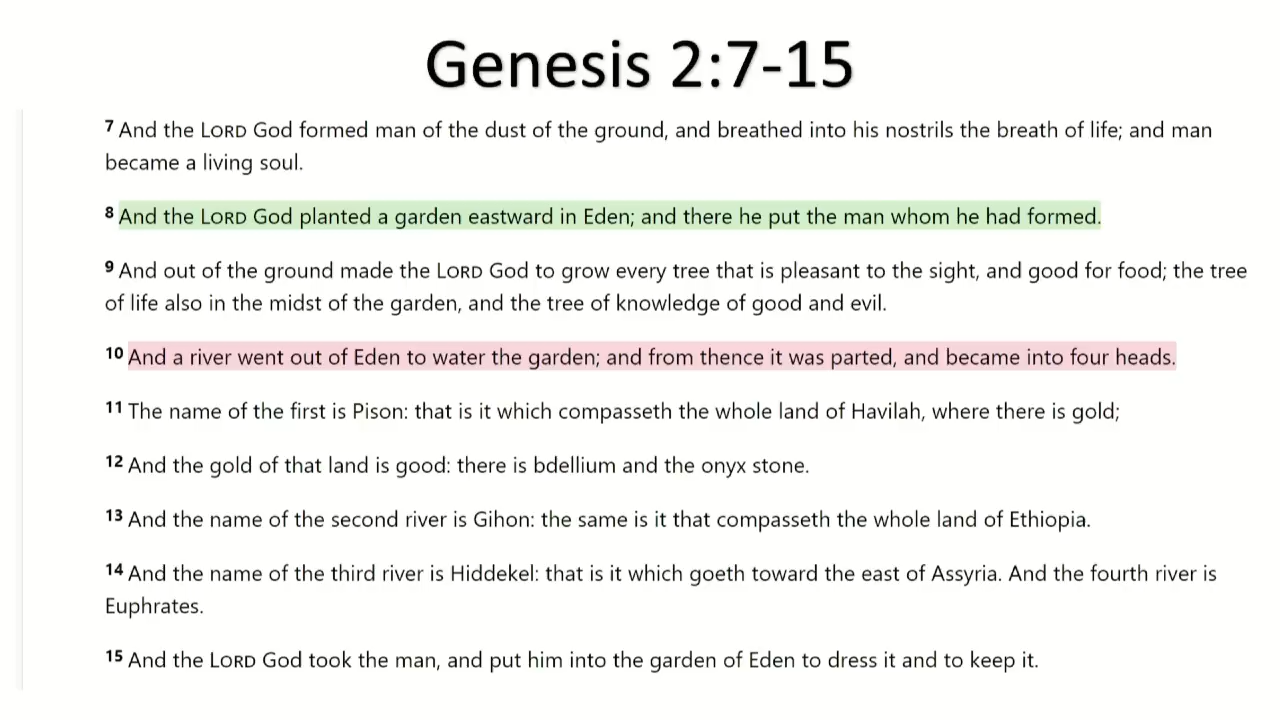 Genesis 2:7-15
7 And the LORD God formed man of the dust of the ground, and breathed into his nostrils the breath of life; and man
became a living soul.
8 And the LORD God planted a garden eastward in Eden; and there he put the man whom he had formed.
9 And out of the ground made the LORD God to grow every tree that is pleasant to the sight, and good for food; the tree
of life also in the midst of the garden, and the tree of knowledge of good and evil.
10 And a river went out of Eden to water the garden; and from thence it was parted, and became into four heads.
11 The name of the first is Pison: that is it which compasseth the whole land of Havilah, where there is gold;
12 And the gold of that land is good: there is bdellium and the onyx stone.
13 And the name of the second river is Gihon: the same is it that compasseth the whole land of Ethiopia.
14 And the name of the third river is Hiddekel: that is it which goeth toward the east of Assyria. And the fourth river is
Euphrates.
15 And the LORD God took the man, and put him into the garden of Eden to dress it and to keep it.